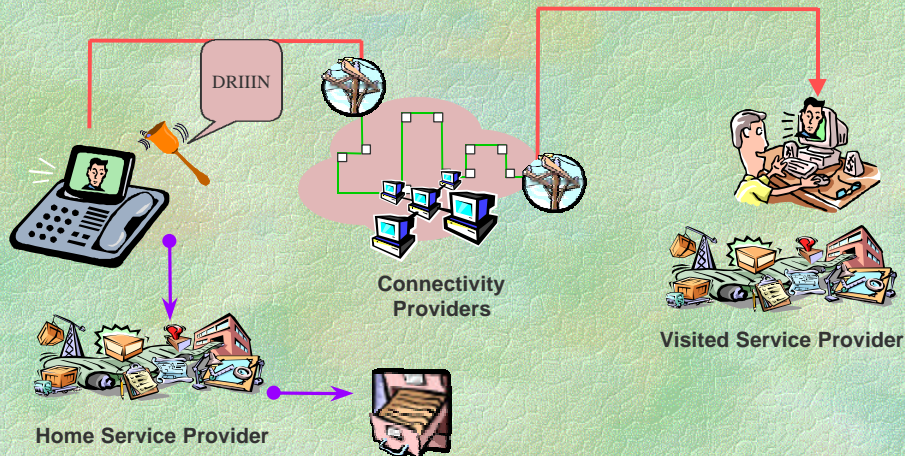 DRIIIN
Connectivity
Providers
Visited Service Provider
Home Service Provider